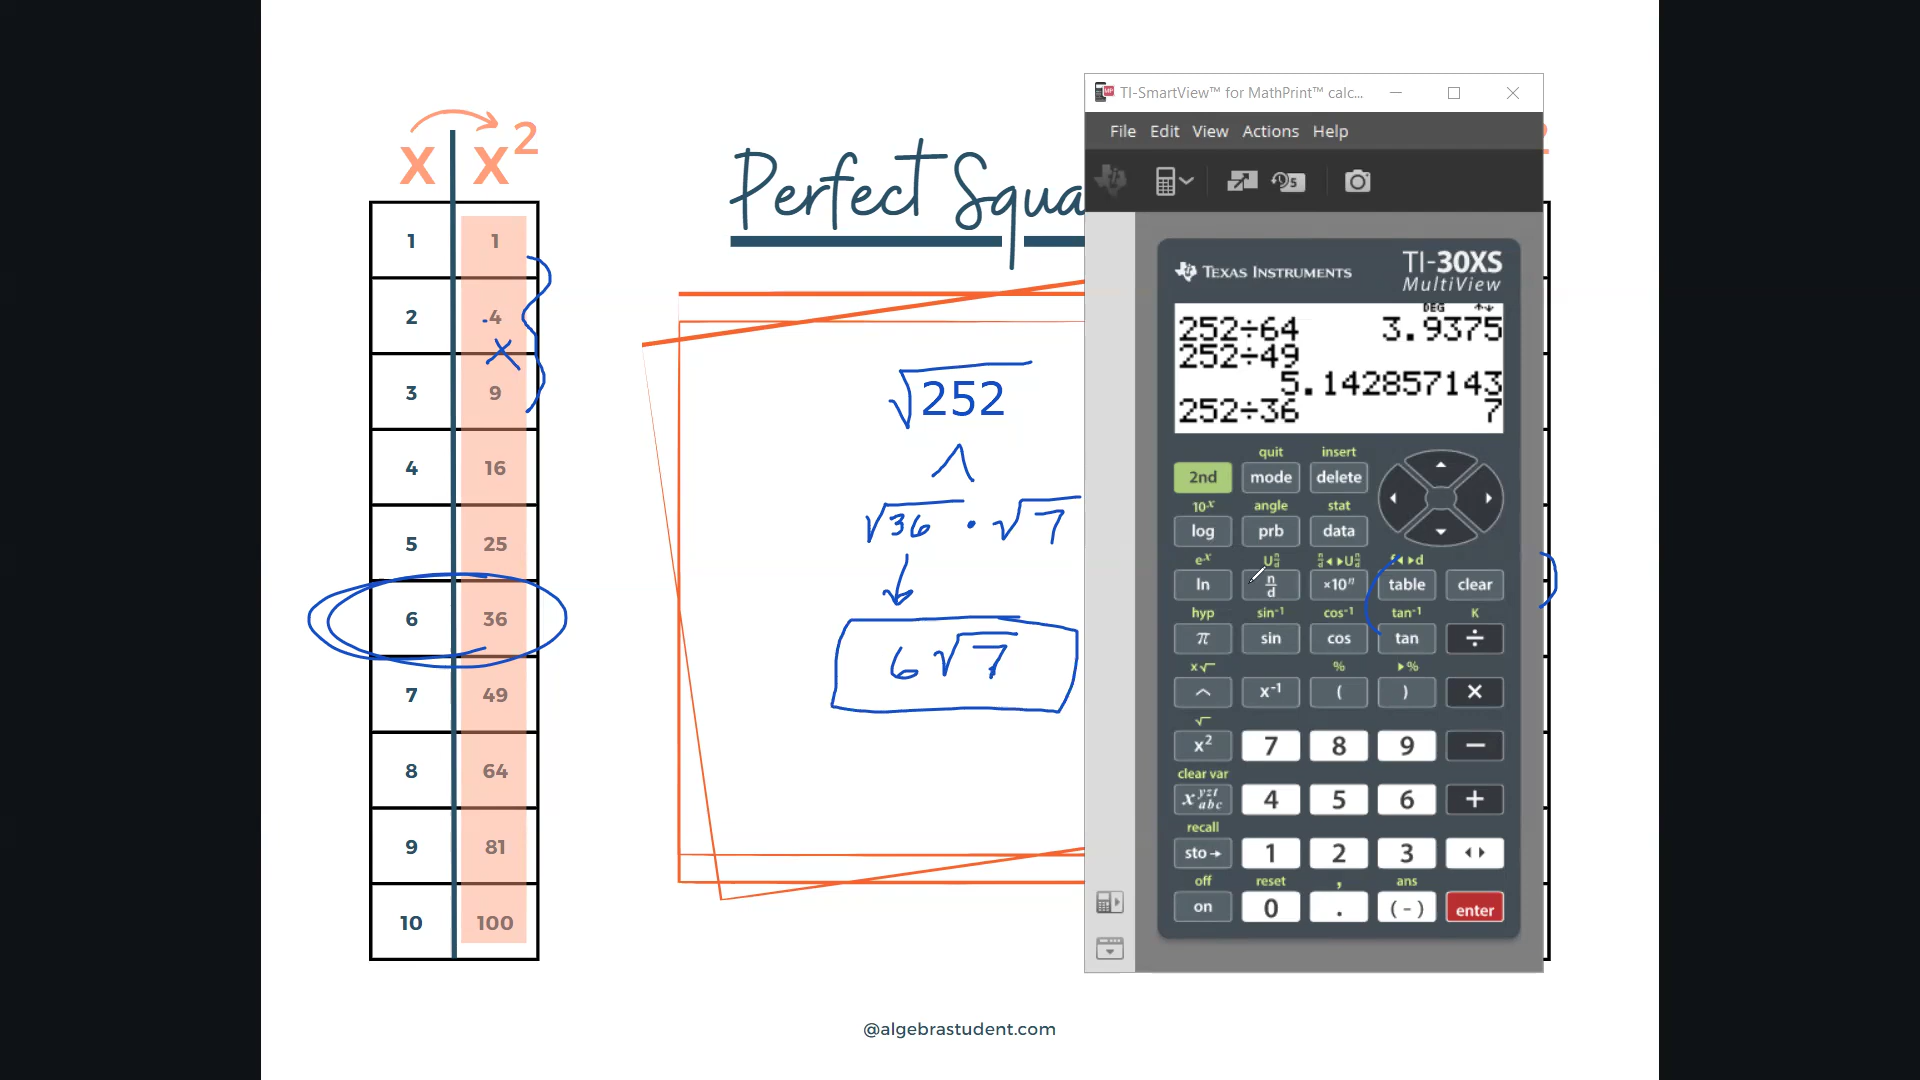 x x²
1 1
2 4
3 9
4 16
5 25
6 36
7 49
8 64
9 81
10 100
Perfect Squa
√252
√36 · √7
6√7
TI-SmartView™ for MathPrint™ calc...
File Edit View Actions Help
TEXAS INSTRUMENTS
TI-30XS
MultiView
DEG
252÷64 3.9375
252÷49
5.142857143
252÷36 7
quit insert
2nd mode delete
10ˣ angle stat
log prb data
eˣ U n/d n/d ◄►U n/d f◄►d
ln n/d ×10ⁿ table clear
hyp sin⁻¹ cos⁻¹ tan⁻¹ K
π sin cos tan ÷
x√ % ►%
^ x⁻¹ ( ) ×
√
x² 7 8 9 −
clear var
x yzt abc 4 5 6 +
recall
sto→ 1 2 3 ◄►
off reset , ans
on 0 . (-) enter
@algebrastudent.com